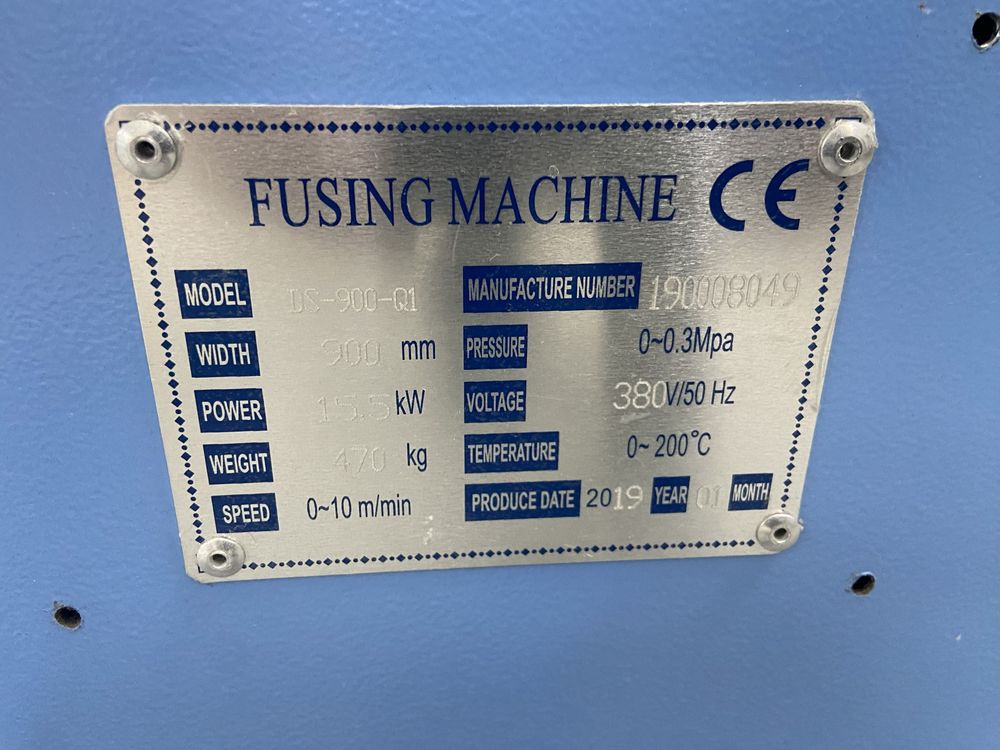 FUSING MACHINE CE
MODEL DS-900-Q1 MANUFACTURE NUMBER 190008049
WIDTH 900 mm PRESSURE 0~0.3Mpa
POWER 15.5 kW VOLTAGE 380V/50 Hz
WEIGHT 470 kg TEMPERATURE 0~ 200°C
SPEED 0~10 m/min PRODUCE DATE 2019 YEAR 01 MONTH